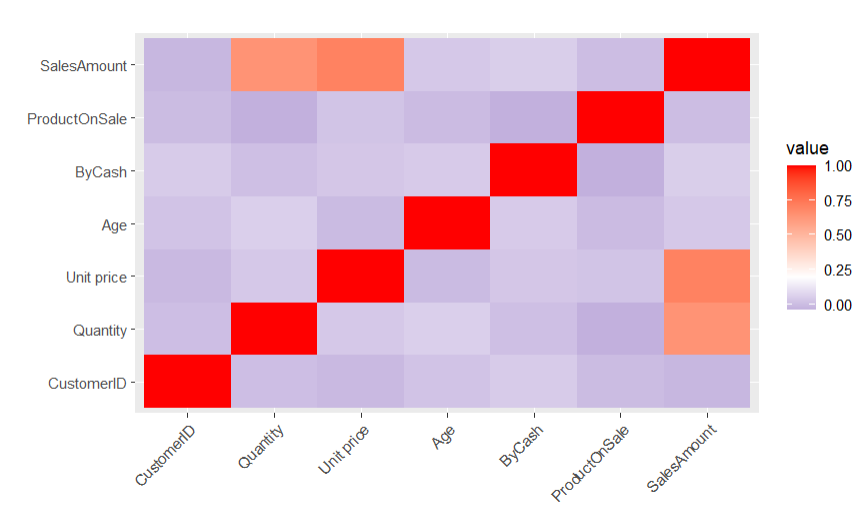 SalesAmount
ProductOnSale
ByCash
Age
Unit price
Quantity
CustomerID
CustomerID
Quantity
Unit price
Age
ByCash
ProductOnSale
SalesAmount
value
1.00
0.75
0.50
0.25
0.00